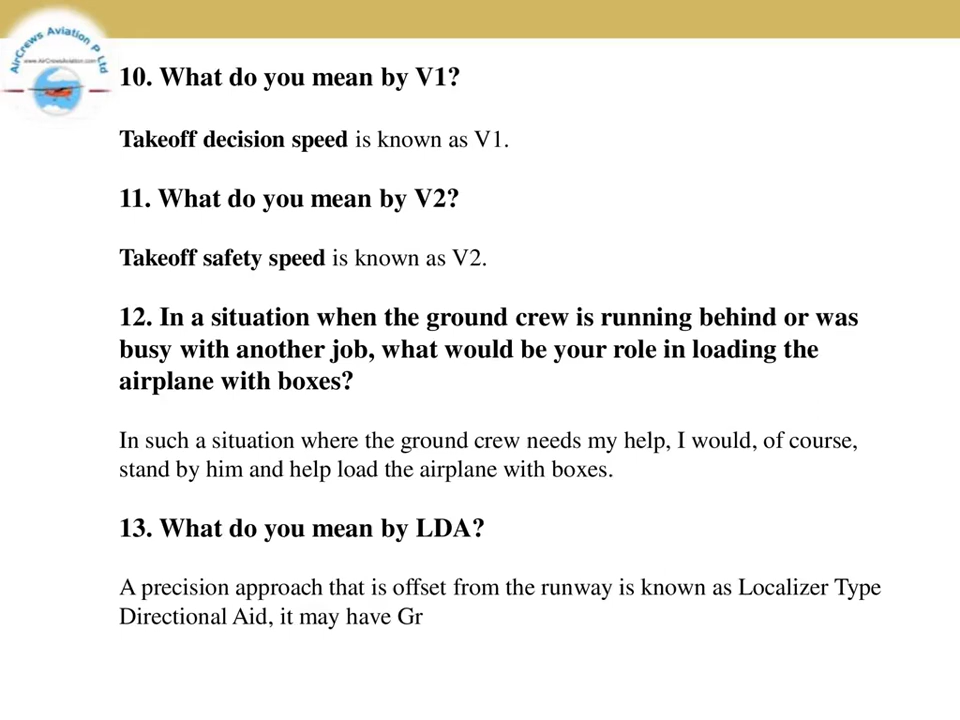 AirCrews Aviation P Ltd
www.AirCrewsAviation.com
10. What do you mean by V1?
Takeoff decision speed is known as V1.
11. What do you mean by V2?
Takeoff safety speed is known as V2.
12. In a situation when the ground crew is running behind or was
busy with another job, what would be your role in loading the
airplane with boxes?
In such a situation where the ground crew needs my help, I would, of course,
stand by him and help load the airplane with boxes.
13. What do you mean by LDA?
A precision approach that is offset from the runway is known as Localizer Type
Directional Aid, it may have Gr